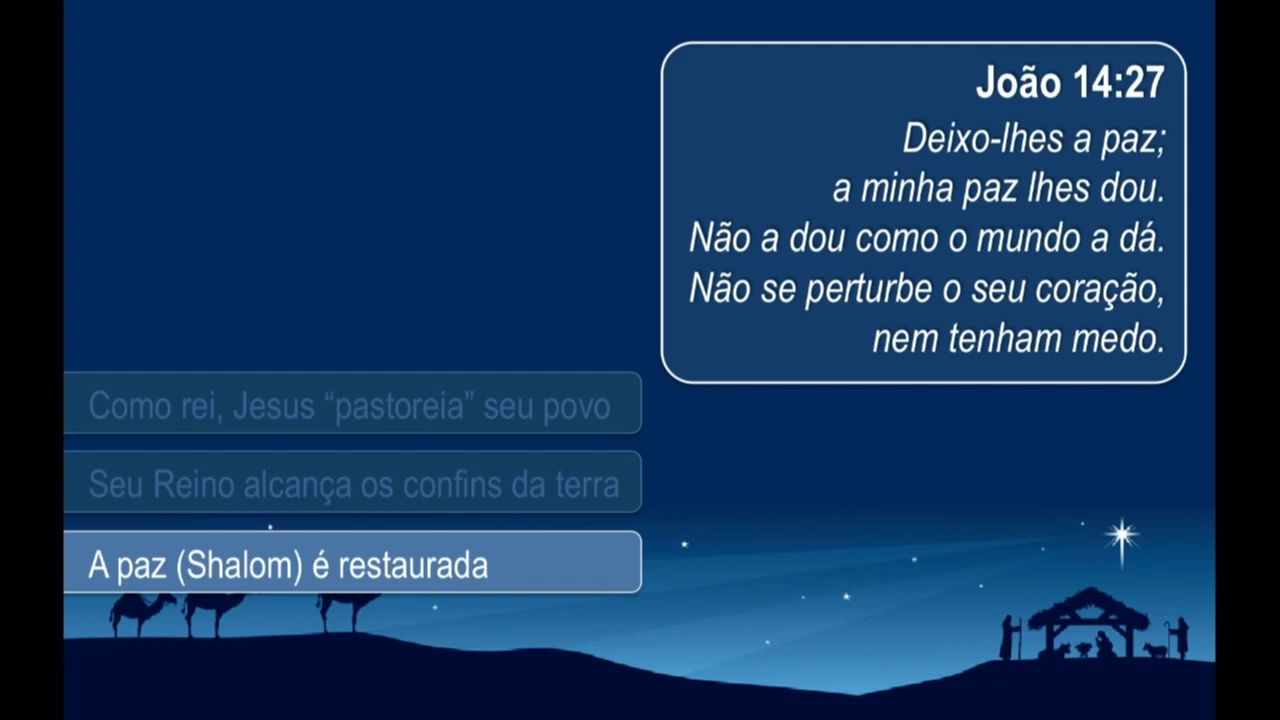 João 14:27
Deixo-lhes a paz;
a minha paz lhes dou.
Não a dou como o mundo a dá.
Não se perturbe o seu coração,
nem tenham medo.
Como rei, Jesus “pastoreia” seu povo
Seu Reino alcança os confins da terra
A paz (Shalom) é restaurada